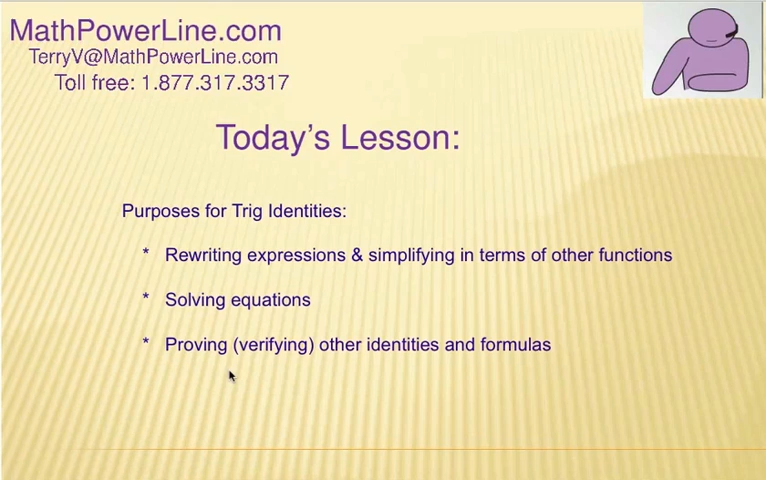 MathPowerLine.com
TerryV@MathPowerLine.com
Toll free: 1.877.317.3317
Today's Lesson:
Purposes for Trig Identities:
* Rewriting expressions & simplifying in terms of other functions
* Solving equations
* Proving (verifying) other identities and formulas